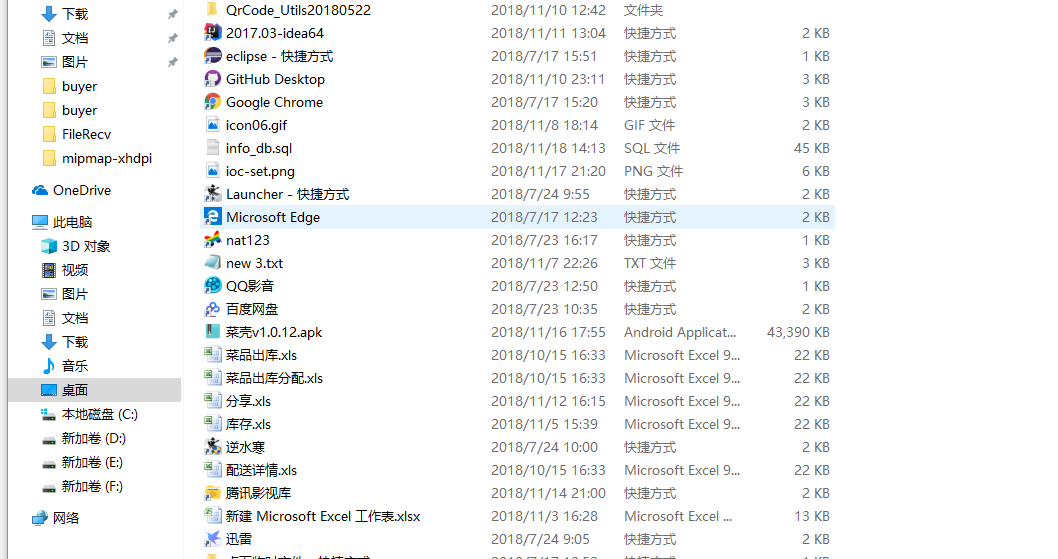 下载
文档
图片
buyer
buyer
FileRecv
mipmap-xhdpi
OneDrive
此电脑
3D 对象
视频
图片
文档
下载
音乐
桌面
本地磁盘 (C:)
新加卷 (D:)
新加卷 (E:)
新加卷 (F:)
网络
QrCode_Utils20180522 2018/11/10 12:42 文件夹
2017.03-idea64 2018/11/11 13:04 快捷方式 2 KB
eclipse - 快捷方式 2018/7/17 15:51 快捷方式 1 KB
GitHub Desktop 2018/11/10 23:11 快捷方式 3 KB
Google Chrome 2018/7/17 15:20 快捷方式 3 KB
icon06.gif 2018/11/8 18:14 GIF 文件 2 KB
info_db.sql 2018/11/18 14:13 SQL 文件 45 KB
ioc-set.png 2018/11/17 21:20 PNG 文件 6 KB
Launcher - 快捷方式 2018/7/24 9:55 快捷方式 2 KB
Microsoft Edge 2018/7/17 12:23 快捷方式 2 KB
nat123 2018/7/23 16:17 快捷方式 1 KB
new 3.txt 2018/11/7 22:26 TXT 文件 3 KB
QQ影音 2018/7/23 12:50 快捷方式 1 KB
百度网盘 2018/7/23 10:35 快捷方式 2 KB
菜壳v1.0.12.apk 2018/11/16 17:55 Android Applicat... 43,390 KB
菜品出库.xls 2018/10/15 16:33 Microsoft Excel 9... 22 KB
菜品出库分配.xls 2018/10/15 16:33 Microsoft Excel 9... 22 KB
分享.xls 2018/11/12 16:15 Microsoft Excel 9... 22 KB
库存.xls 2018/11/5 15:39 Microsoft Excel 9... 22 KB
逆水寒 2018/7/24 10:00 快捷方式 2 KB
配送详情.xls 2018/10/15 16:33 Microsoft Excel 9... 22 KB
腾讯影视库 2018/11/14 21:00 快捷方式 2 KB
新建 Microsoft Excel 工作表.xlsx 2018/11/3 16:28 Microsoft Excel ... 13 KB
迅雷 2018/7/24 9:05 快捷方式 2 KB